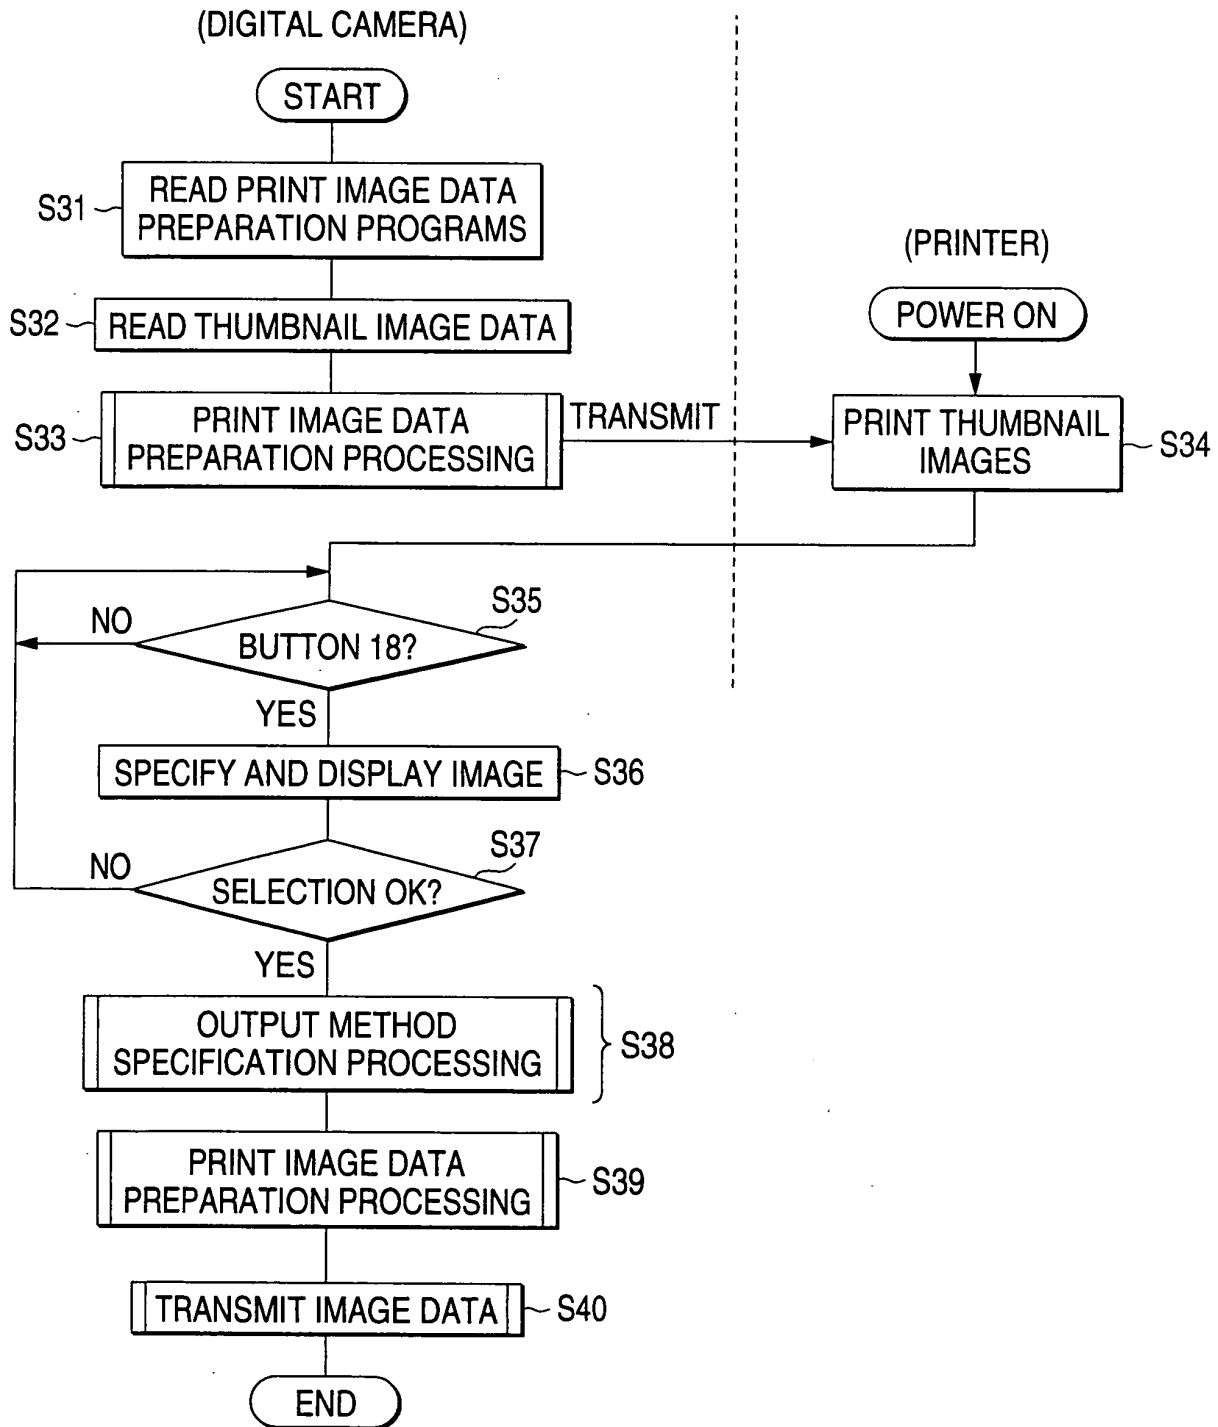 (DIGITAL CAMERA)
START
S31
READ PRINT IMAGE DATA
PREPARATION PROGRAMS
S32
READ THUMBNAIL IMAGE DATA
S33
PRINT IMAGE DATA
PREPARATION PROCESSING
TRANSMIT
(PRINTER)
POWER ON
PRINT THUMBNAIL
IMAGES
S34
S35
BUTTON 18?
NO
YES
SPECIFY AND DISPLAY IMAGE
S36
S37
SELECTION OK?
NO
YES
OUTPUT METHOD
SPECIFICATION PROCESSING
S38
PRINT IMAGE DATA
PREPARATION PROCESSING
S39
TRANSMIT IMAGE DATA
S40
END